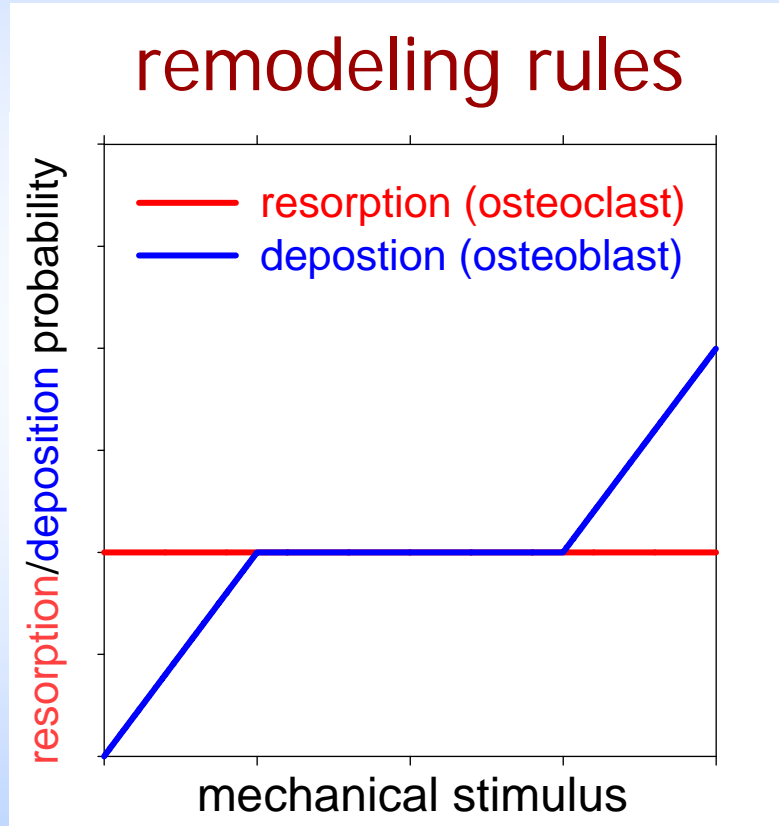 remodeling rules
resorption (osteoclast)
depostion (osteoblast)
resorption/deposition probability
mechanical stimulus